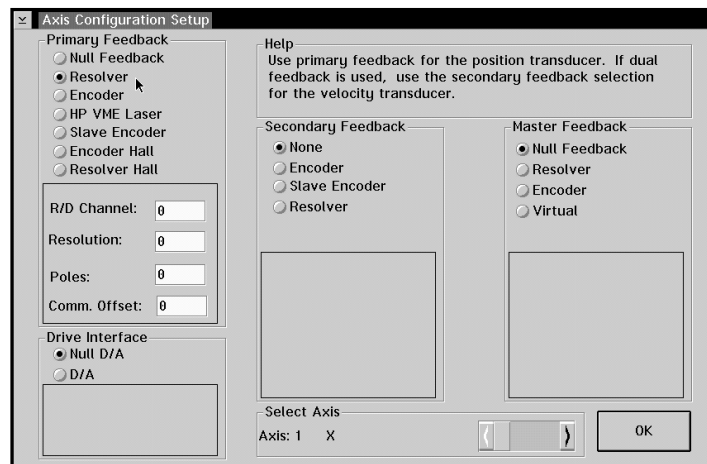 Axis Configuration Setup
Primary Feedback
Null Feedback
Resolver
Encoder
HP VME Laser
Slave Encoder
Encoder Hall
Resolver Hall
R/D Channel: 0
Resolution: 0
Poles: 0
Comm. Offset: 0
Drive Interface
Null D/A
D/A
Help
Use primary feedback for the position transducer. If dual
feedback is used, use the secondary feedback selection
for the velocity transducer.
Secondary Feedback
None
Encoder
Slave Encoder
Resolver
Master Feedback
Null Feedback
Resolver
Encoder
Virtual
Select Axis
Axis: 1 X
OK